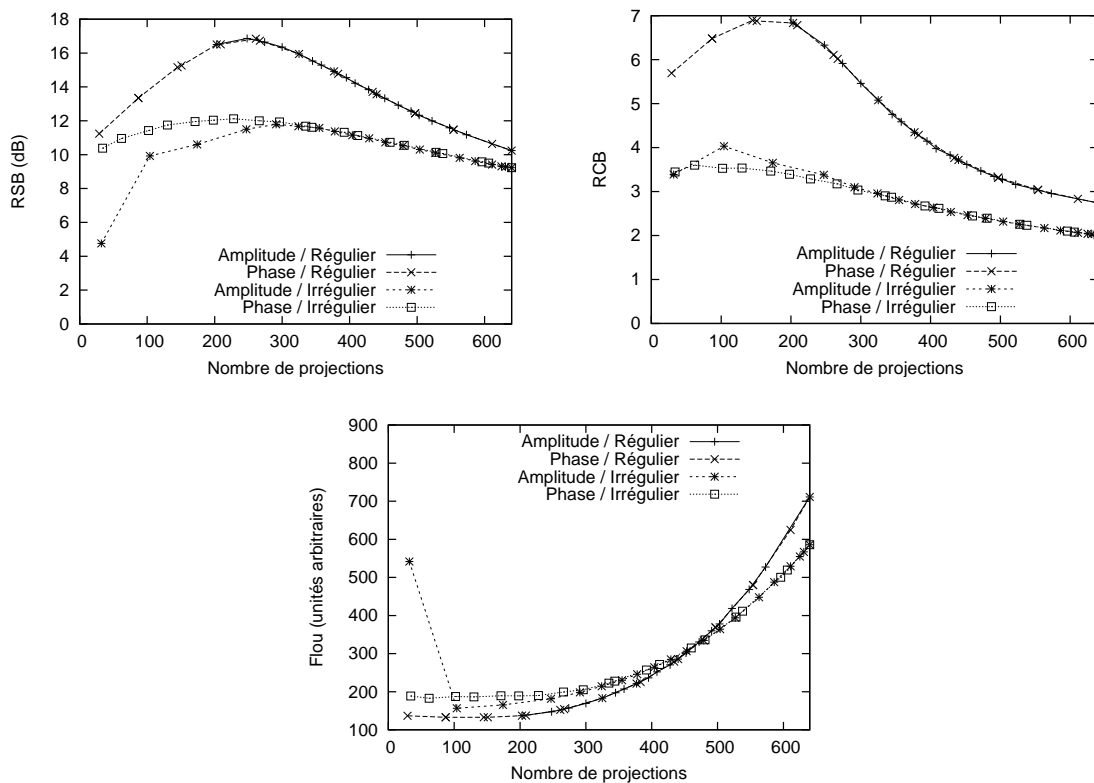 RSB (dB)
18
16
14
12
10
8
6
4
2
0
Amplitude / Régulier
Phase / Régulier
Amplitude / Irrégulier
Phase / Irrégulier
0 100 200 300 400 500 600
Nombre de projections
RCB
7
6
5
4
3
2
1
0
Amplitude / Régulier
Phase / Régulier
Amplitude / Irrégulier
Phase / Irrégulier
0 100 200 300 400 500 600
Nombre de projections
Flou (unités arbitraires)
900
800
700
600
500
400
300
200
100
Amplitude / Régulier
Phase / Régulier
Amplitude / Irrégulier
Phase / Irrégulier
0 100 200 300 400 500 600
Nombre de projections